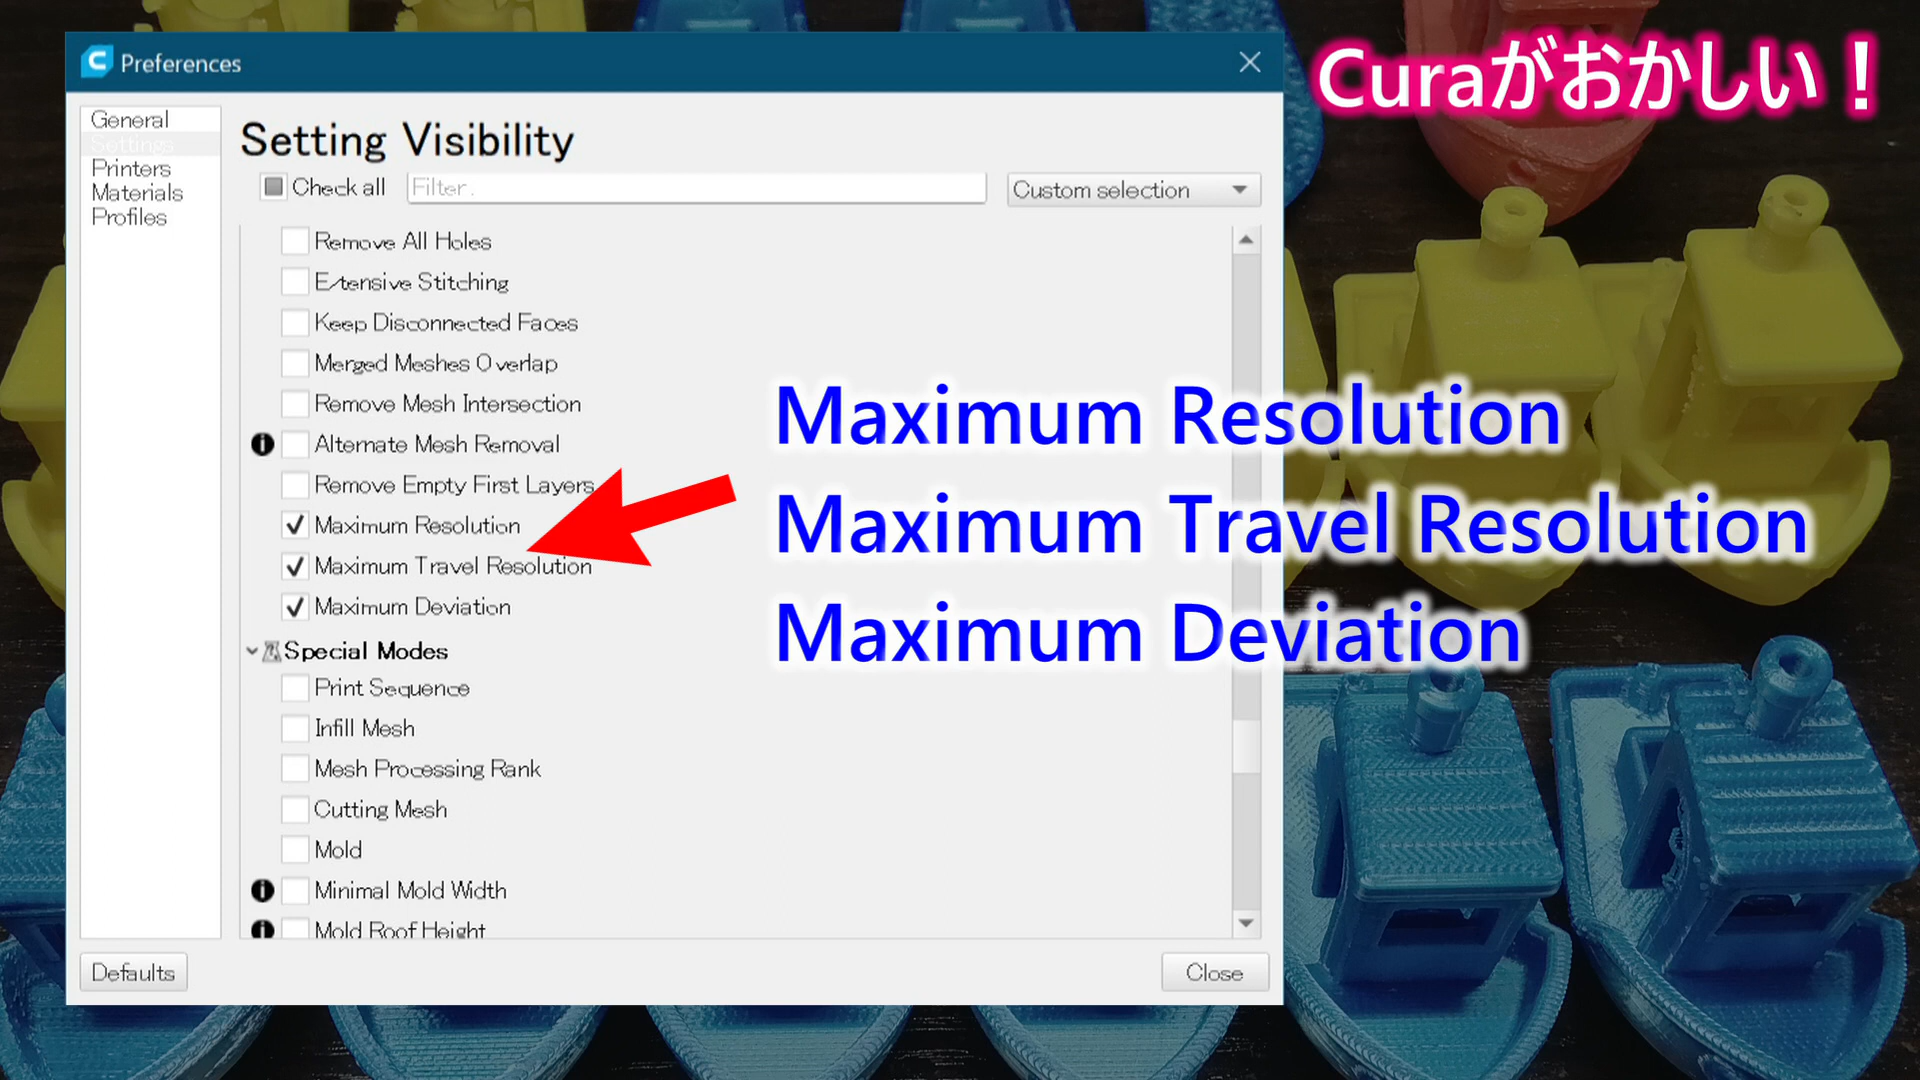 Preferences
Curaがおかしい！
General
Settings
Printers
Materials
Profiles
Setting Visibility
Check all
Filter..
Custom selection
Remove All Holes
Extensive Stitching
Keep Disconnected Faces
Merged Meshes Overlap
Remove Mesh Intersection
Alternate Mesh Removal
Remove Empty First Layers
Maximum Resolution
Maximum Travel Resolution
Maximum Deviation
Special Modes
Print Sequence
Infill Mesh
Mesh Processing Rank
Cutting Mesh
Mold
Minimal Mold Width
Mold Roof Height
Maximum Resolution
Maximum Travel Resolution
Maximum Deviation
Defaults
Close